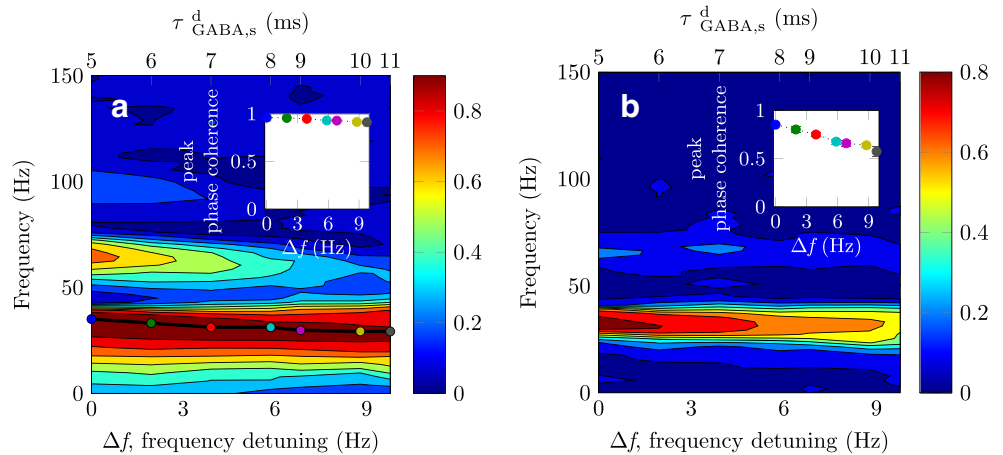 τ d GABA,s (ms)
5 6 7 8 9 10 11
150
100
50
0
Frequency (Hz)
a
1
0.5
0
peak
phase coherence
0 3 6 9
Δf (Hz)
0 3 6 9
Δf, frequency detuning (Hz)
0.8
0.6
0.4
0.2
0
τ d GABA,s (ms)
5 6 7 8 9 10 11
150
100
50
0
Frequency (Hz)
b
1
0.5
0
peak
phase coherence
0 3 6 9
Δf (Hz)
0 3 6 9
Δf, frequency detuning (Hz)
0.8
0.6
0.4
0.2
0